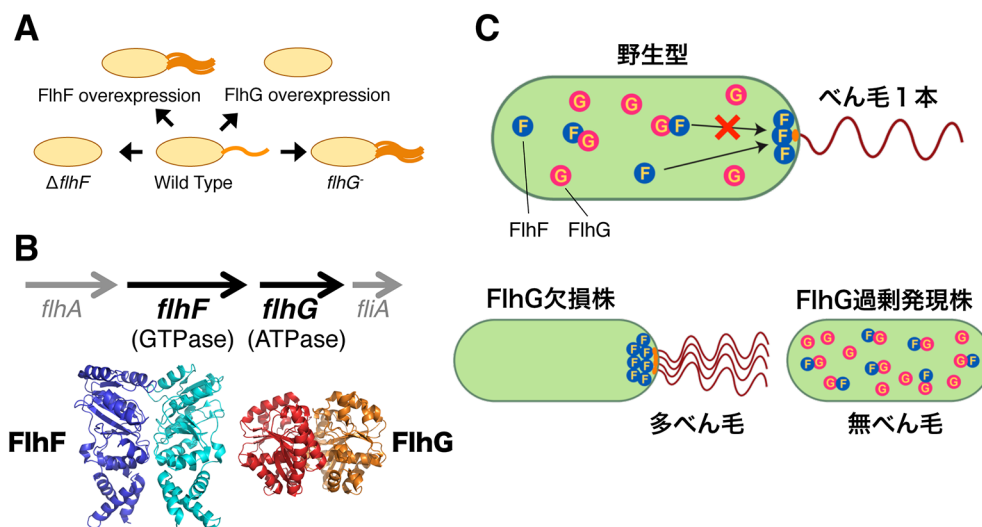 A
FlhF overexpression
FlhG overexpression
ΔflhF
Wild Type
flhG-
B
flhA
flhF
(GTPase)
flhG
(ATPase)
fliA
FlhF
FlhG
C
野生型
G
G
G
F
F
G
G
F
F
F
F
べん毛1本
G
F
G
FlhF
FlhG
FlhG欠損株
F
F
F
F
F
F
F
F
多べん毛
FlhG過剰発現株
G
G
F
G
F
G
G
G
G
F
G
G
F
G
F
G
F
G
G
G
G
無べん毛